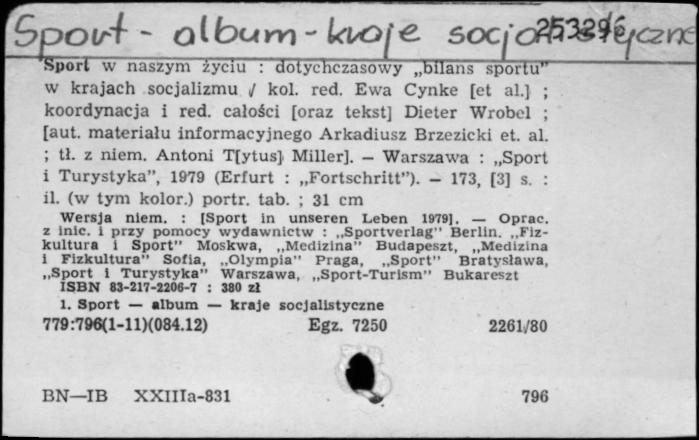 Sport - album - kraje socjalistyczne
253296
Sport w naszym życiu : dotychczasowy „bilans sportu”
w krajach socjalizmu / kol. red. Ewa Cynke [et al.] ;
koordynacja i red. całości [oraz tekst] Dieter Wrobel ;
[aut. materiału informacyjnego Arkadiusz Brzezicki et. al.
; tł. z niem. Antoni T[ytus] Miller]. — Warszawa : „Sport
i Turystyka”, 1979 (Erfurt : „Fortschritt”). — 173, [3] s. :
il. (w tym kolor.) portr. tab. ; 31 cm
Wersja niem. : [Sport in unseren Leben 1979]. — Oprac.
z inic. i przy pomocy wydawnictw : „Sportverlag” Berlin. „Fiz-
kultura i Sport” Moskwa, „Medizina” Budapeszt, „Medizina
i Fizkultura” Sofia, „Olympia” Praga, „Sport” Bratysława,
„Sport i Turystyka” Warszawa, „Sport-Turism” Bukareszt
ISBN 83-217-2206-7 : 380 zł
1. Sport — album — kraje socjalistyczne
779:796(1-11)(084.12) Egz. 7250 2261/80
BN—IB XXIIIa-831 796